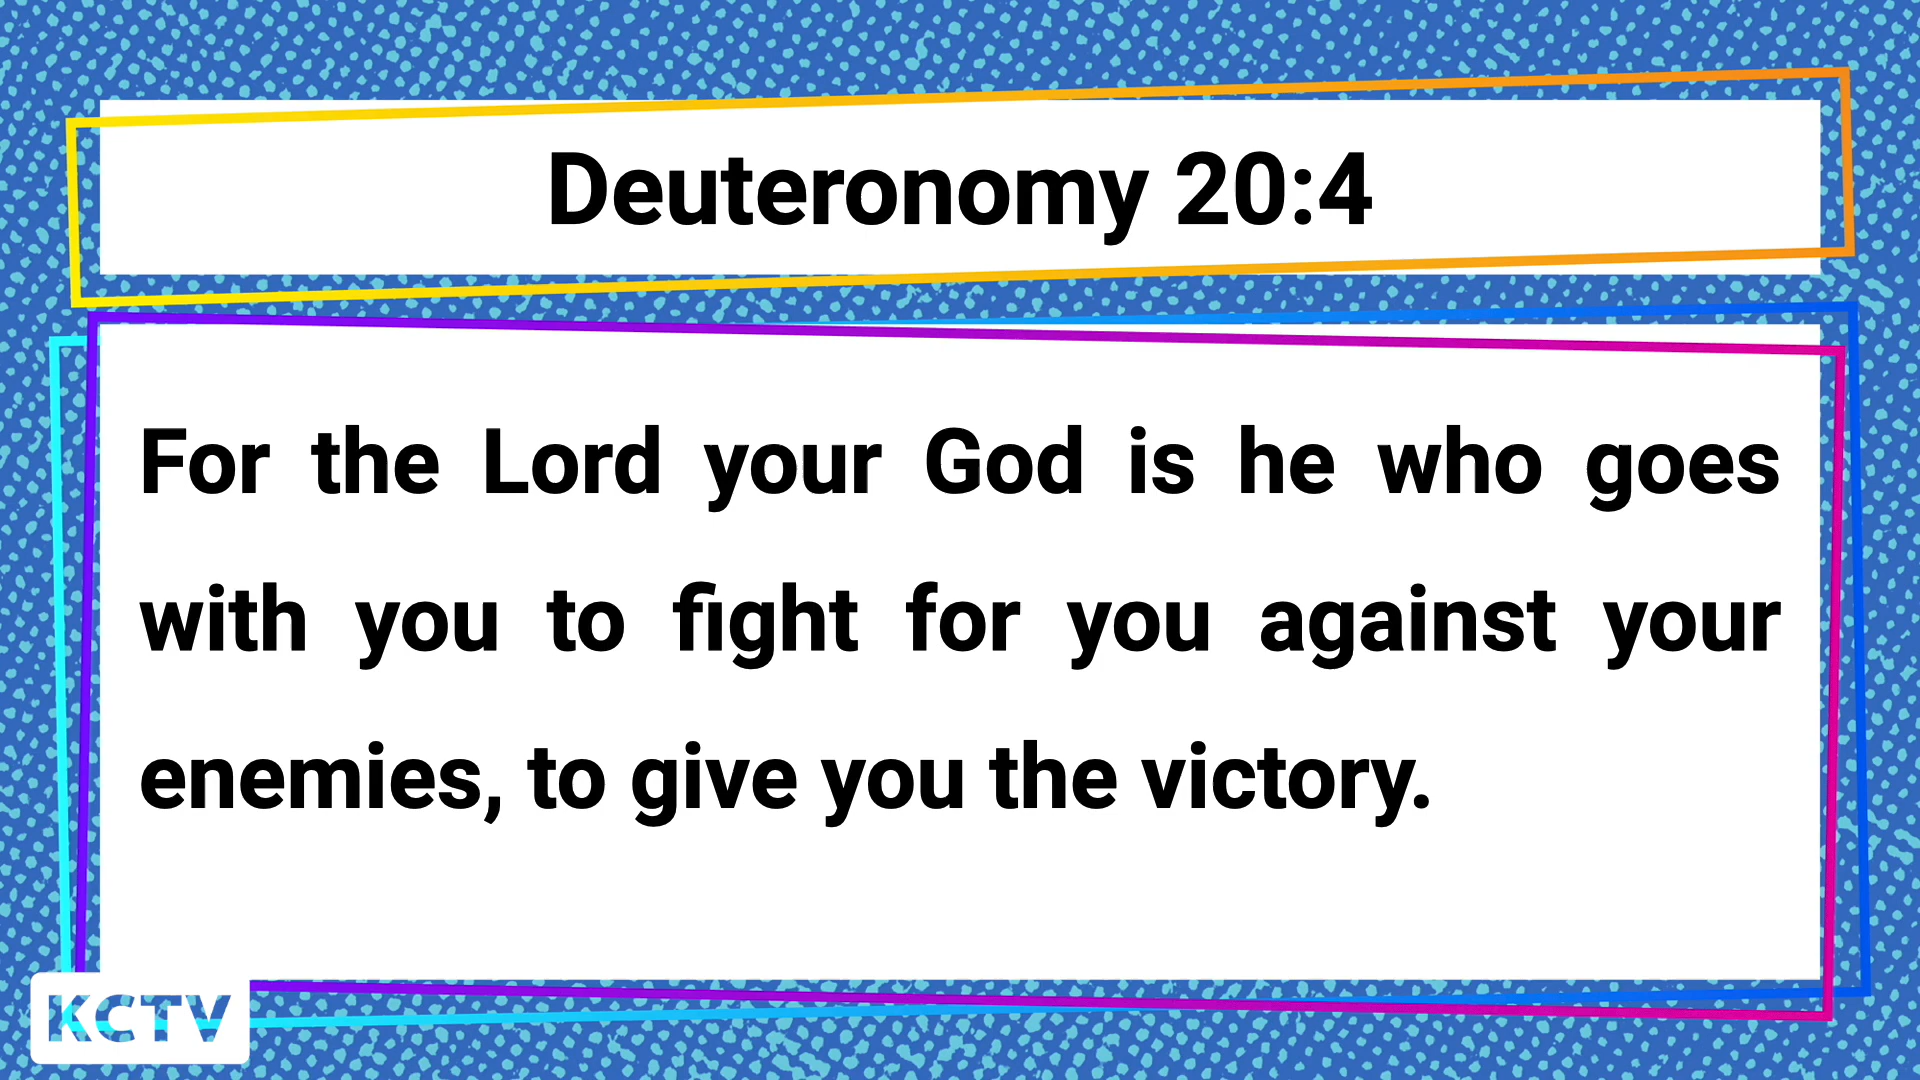 Deuteronomy 20:4
For the Lord your God is he who goes
with you to fight for you against your
enemies, to give you the victory.
KCTV